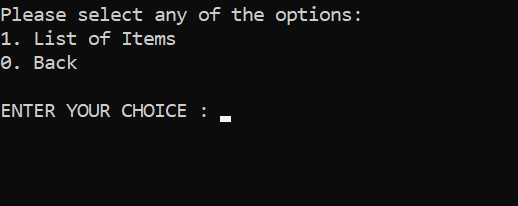 Please select any of the options:
1. List of Items
0. Back
ENTER YOUR CHOICE :